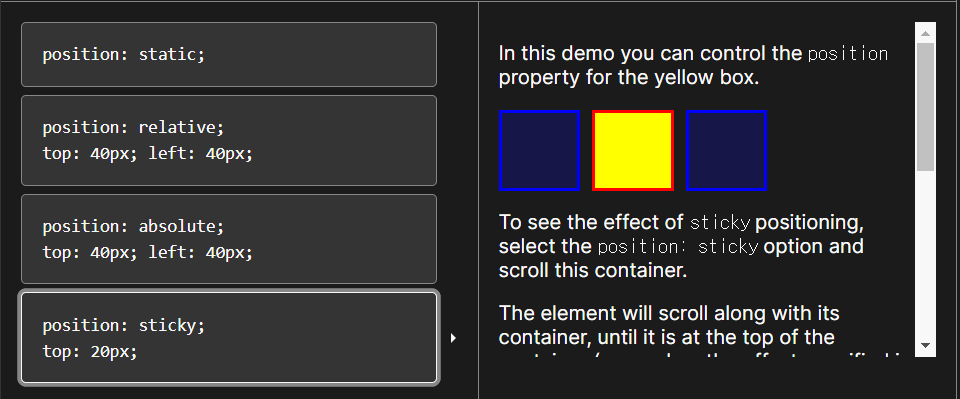 position: static;
position: relative;
top: 40px; left: 40px;
position: absolute;
top: 40px; left: 40px;
position: sticky;
top: 20px;
In this demo you can control the position
property for the yellow box.
To see the effect of sticky positioning,
select the position: sticky option and
scroll this container.
The element will scroll along with its
container, until it is at the top of the